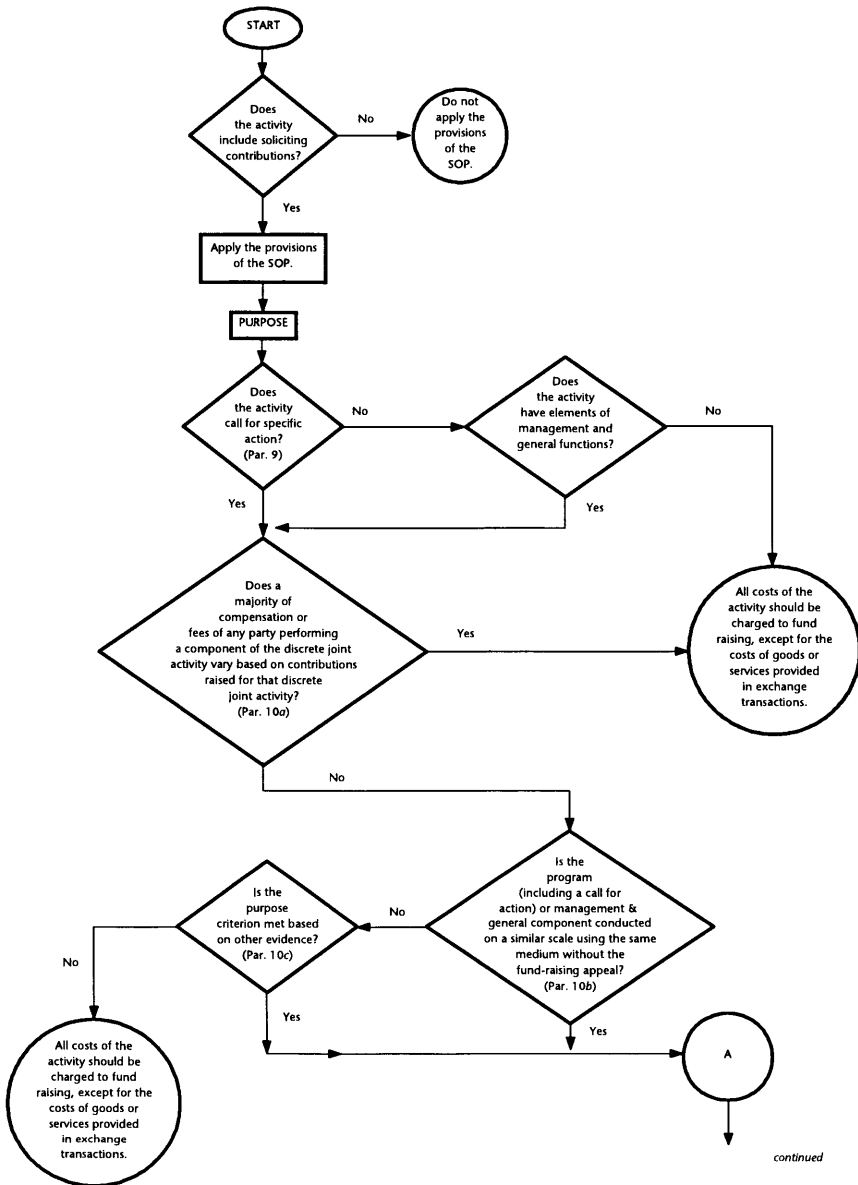 START
Does
the activity
include soliciting
contributions?
No
Do not
apply the
provisions
of the
SOP.
Yes
Apply the provisions
of the SOP.
PURPOSE
Does
the activity
call for specific
action?
(Par. 9)
No
Does
the activity
have elements of
management and
general functions?
No
Yes
Yes
Does a
majority of
compensation or
fees of any party performing
a component of the discrete joint
activity vary based on contributions
raised for that discrete
joint activity?
(Par. 10a)
Yes
All costs of the
activity should be
charged to fund
raising, except for the
costs of goods or
services provided
in exchange
transactions.
No
Is the
program
(including a call for
action) or management &
general component conducted
on a similar scale using the same
medium without the
fund-raising appeal?
(Par. 10b)
No
Is the
purpose
criterion met based
on other evidence?
(Par. 10c)
No
Yes
Yes
All costs of the
activity should be
charged to fund
raising, except for the
costs of goods or
services provided
in exchange
transactions.
A
continued